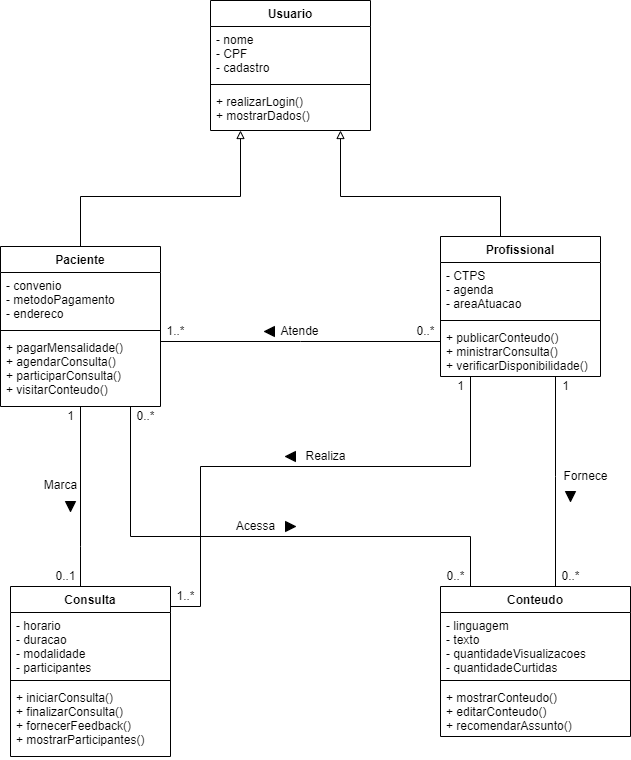 Usuario
- nome
- CPF
- cadastro
+ realizarLogin()
+ mostrarDados()
Paciente
- convenio
- metodoPagamento
- endereco
+ pagarMensalidade()
+ agendarConsulta()
+ participarConsulta()
+ visitarConteudo()
Profissional
- CTPS
- agenda
- areaAtuacao
+ publicarConteudo()
+ ministrarConsulta()
+ verificarDisponibilidade()
1..*
Atende
0..*
1
0..*
1
1
Realiza
Marca
Fornece
Acessa
0..1
1..*
0..*
0..*
Consulta
- horario
- duracao
- modalidade
- participantes
+ iniciarConsulta()
+ finalizarConsulta()
+ fornecerFeedback()
+ mostrarParticipantes()
Conteudo
- linguagem
- texto
- quantidadeVisualizacoes
- quantidadeCurtidas
+ mostrarConteudo()
+ editarConteudo()
+ recomendarAssunto()